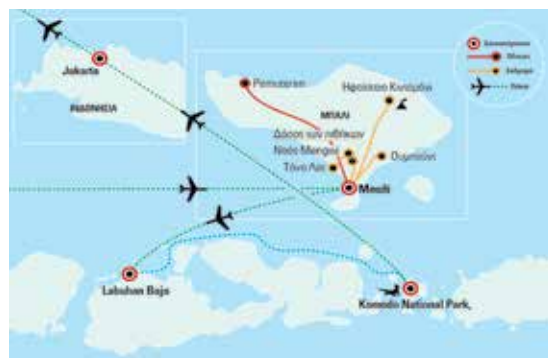 Jakarta
ΙΝΔΟΝΗΣΙΑ
Pemuteran
ΜΠΑΛΙ
Ηφαίστειο Κινταμάνι
Δάσος των πιθήκων
Ναός Mengwi
Τάνα Λοτ
Ουμπούντ
Μπαλί
Labuhan Bajo
Komodo National Park,